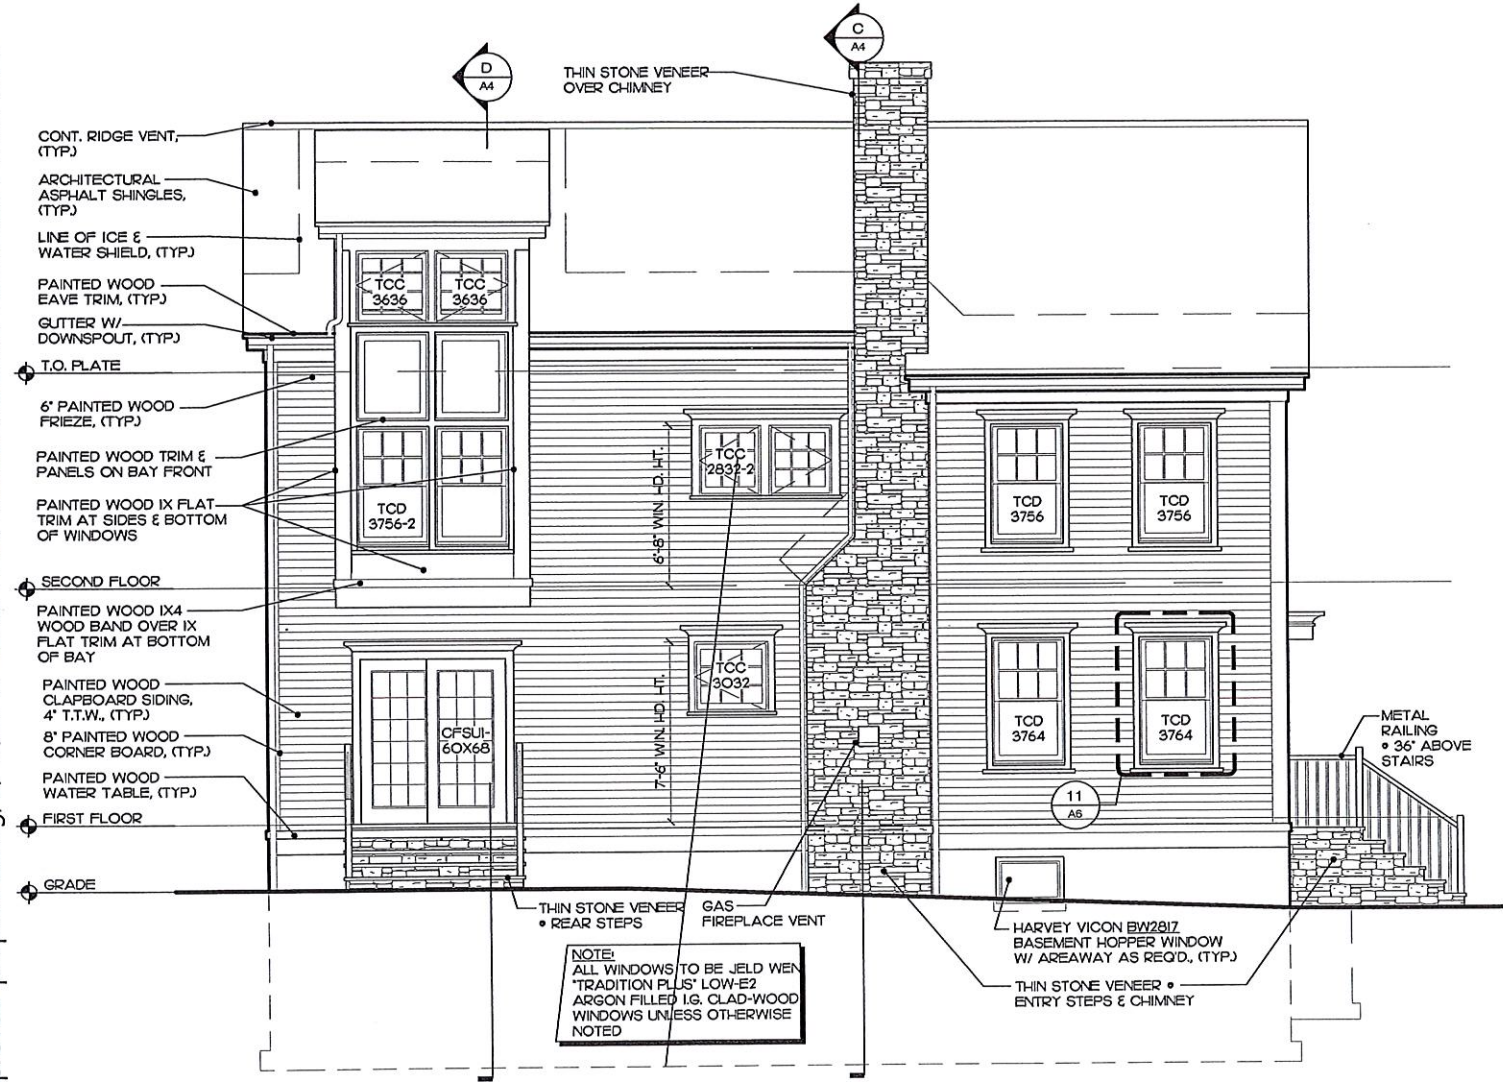 C
A4
D
A4
THIN STONE VENEER
OVER CHIMNEY
CONT. RIDGE VENT,
(TYP.)
ARCHITECTURAL
ASPHALT SHINGLES,
(TYP.)
LINE OF ICE &
WATER SHIELD, (TYP.)
PAINTED WOOD
EAVE TRIM, (TYP.)
GUTTER W/
DOWNSPOUT, (TYP.)
T.O. PLATE
6" PAINTED WOOD
FRIEZE, (TYP.)
PAINTED WOOD TRIM &
PANELS ON BAY FRONT
PAINTED WOOD 1X FLAT
TRIM AT SIDES & BOTTOM
OF WINDOWS
SECOND FLOOR
PAINTED WOOD 1X4
WOOD BAND OVER 1X
FLAT TRIM AT BOTTOM
OF BAY
PAINTED WOOD
CLAPBOARD SIDING,
4" T.T.W., (TYP.)
8" PAINTED WOOD
CORNER BOARD, (TYP.)
PAINTED WOOD
WATER TABLE, (TYP.)
FIRST FLOOR
GRADE
TCC
3636
TCC
3636
TCD
3756-2
CFSU1-
60X68
6'-8" WIN. HD. HT.
TCC
2832-2
7'-6" WIN. HD. HT.
TCC
3032
TCD
3756
TCD
3756
TCD
3764
TCD
3764
11
A6
METAL
RAILING
@ 36" ABOVE
STAIRS
THIN STONE VENEER
@ REAR STEPS
GAS
FIREPLACE VENT
HARVEY VICON BW2817
BASEMENT HOPPER WINDOW
W/ AREAWAY AS REQ'D., (TYP.)
THIN STONE VENEER @
ENTRY STEPS & CHIMNEY
NOTE:
ALL WINDOWS TO BE JELD WEN
"TRADITION PLUS" LOW-E2
ARGON FILLED I.G. CLAD-WOOD
WINDOWS UNLESS OTHERWISE
NOTED